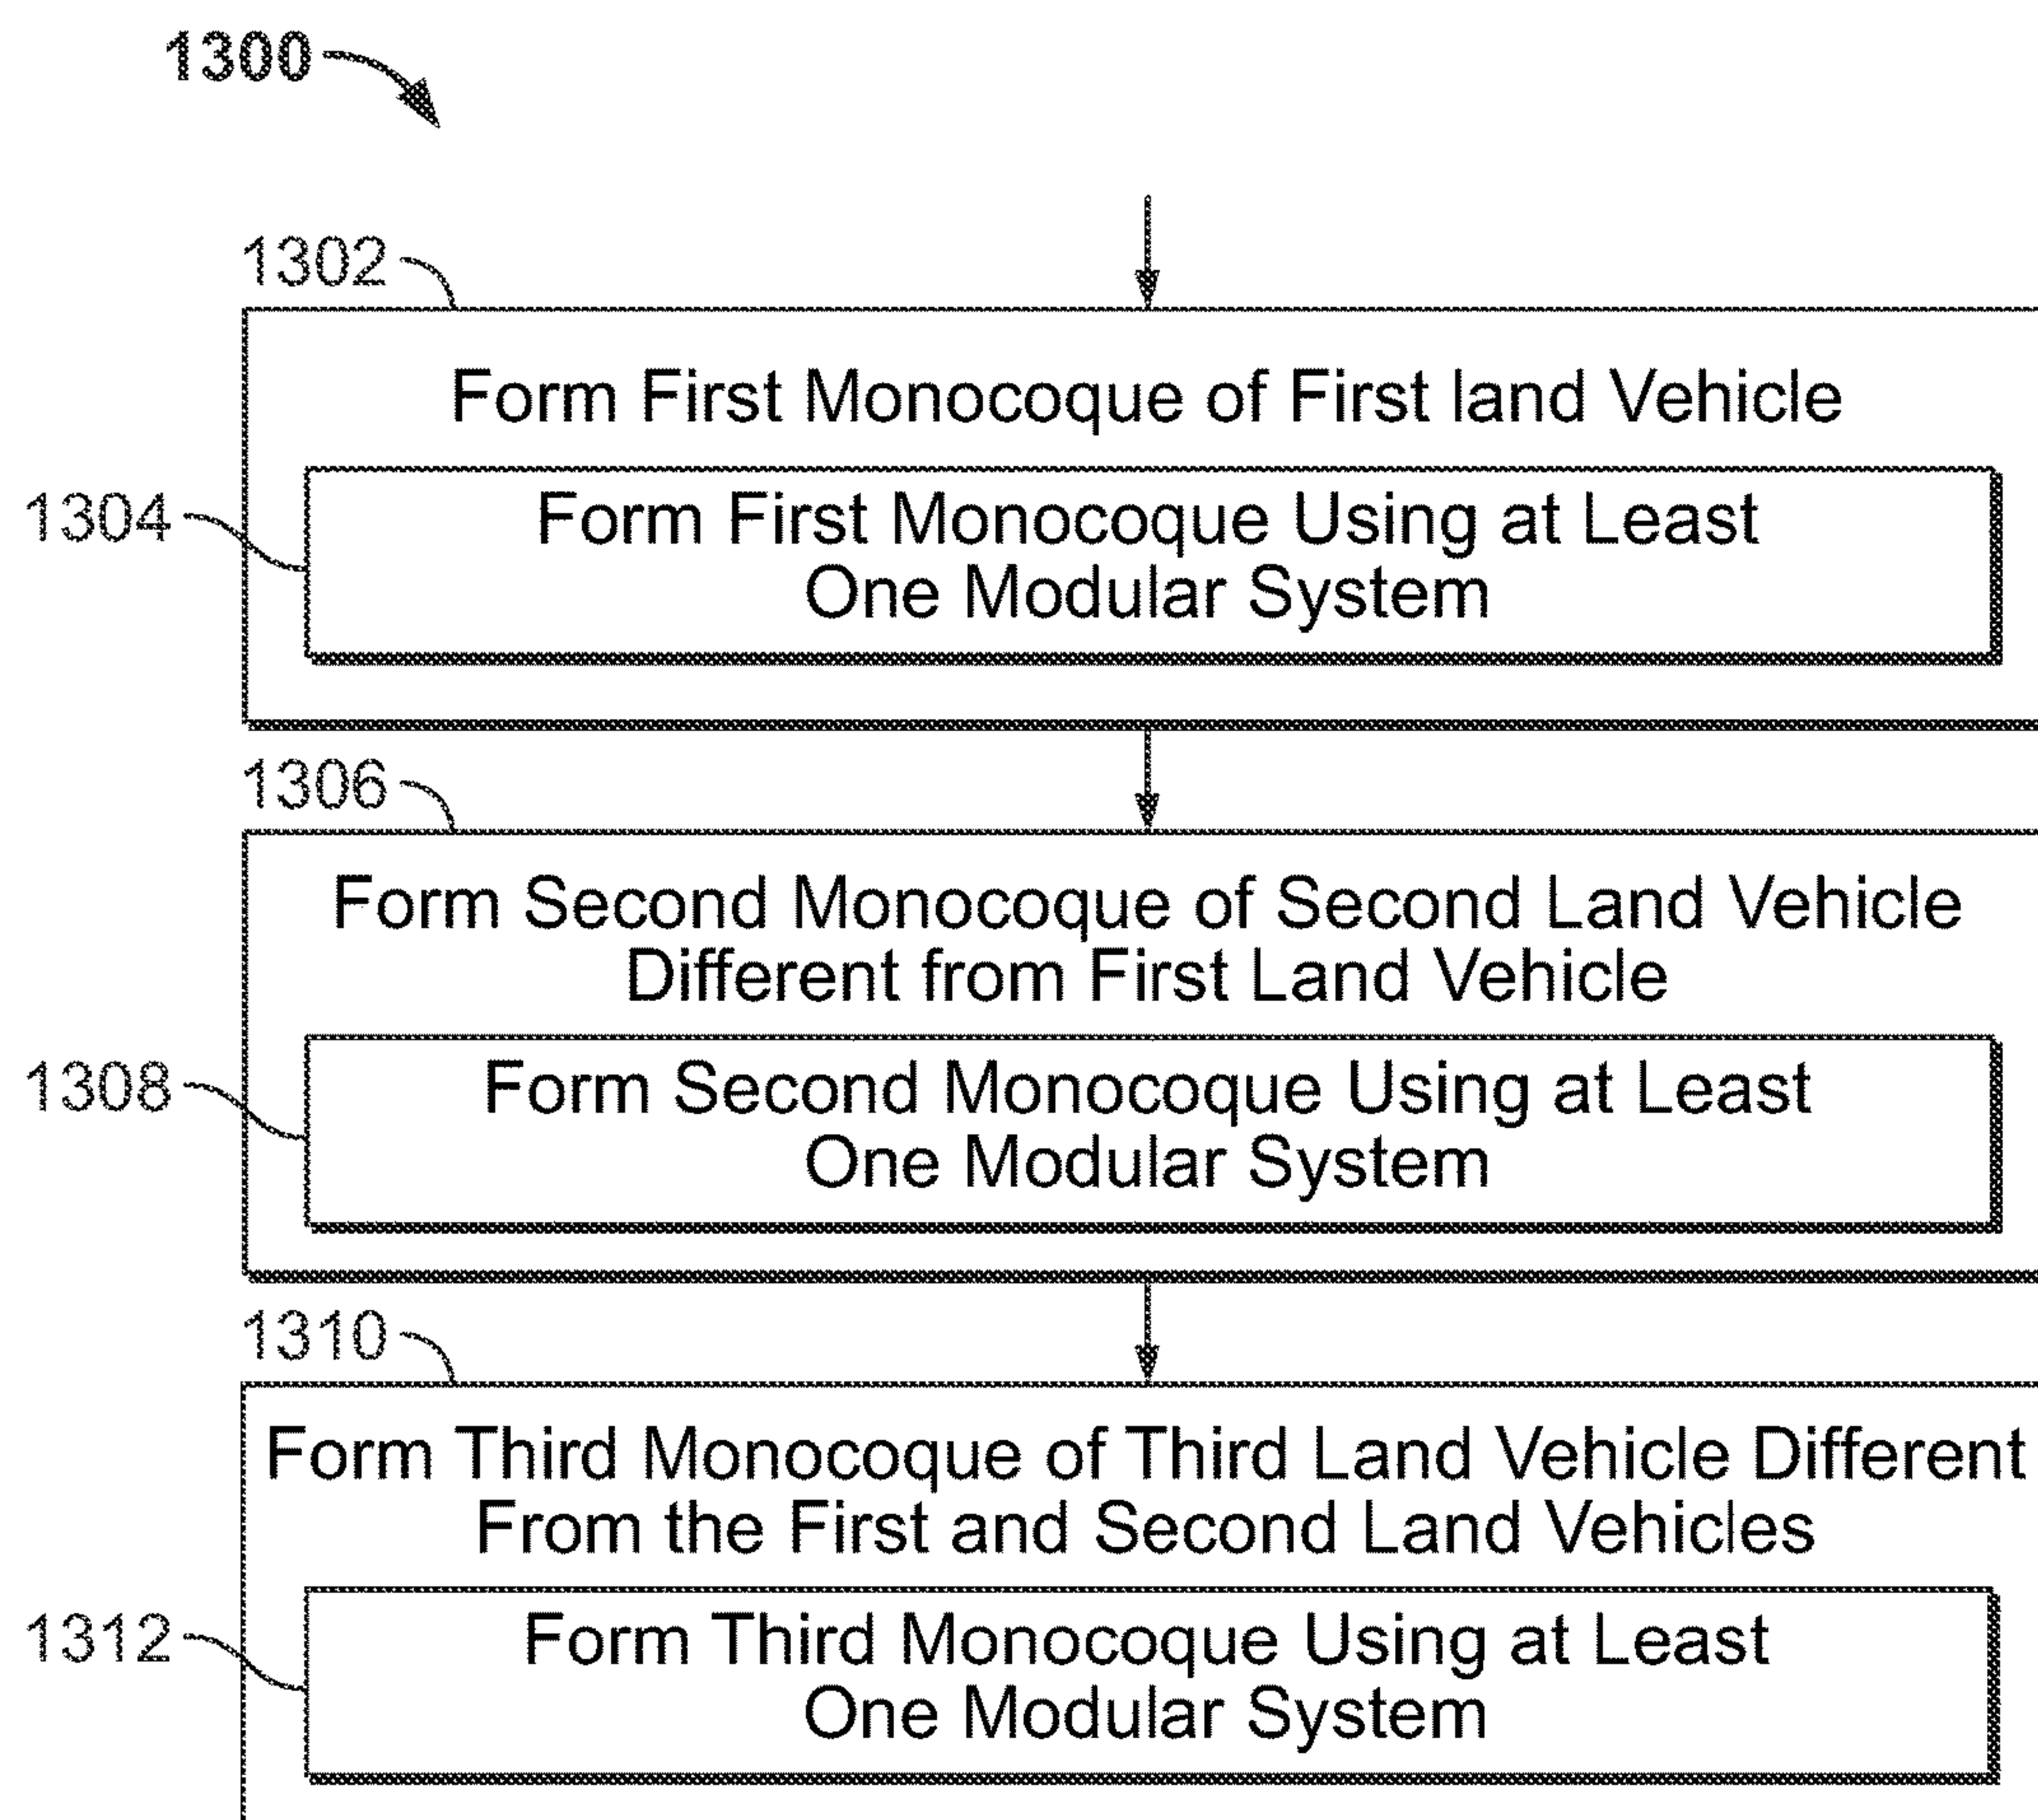 1300
1302
Form First Monocoque of First land Vehicle
1304
Form First Monocoque Using at Least
One Modular System
1306
Form Second Monocoque of Second Land Vehicle
Different from First Land Vehicle
1308
Form Second Monocoque Using at Least
One Modular System
1310
Form Third Monocoque of Third Land Vehicle Different
From the First and Second Land Vehicles
1312
Form Third Monocoque Using at Least
One Modular System